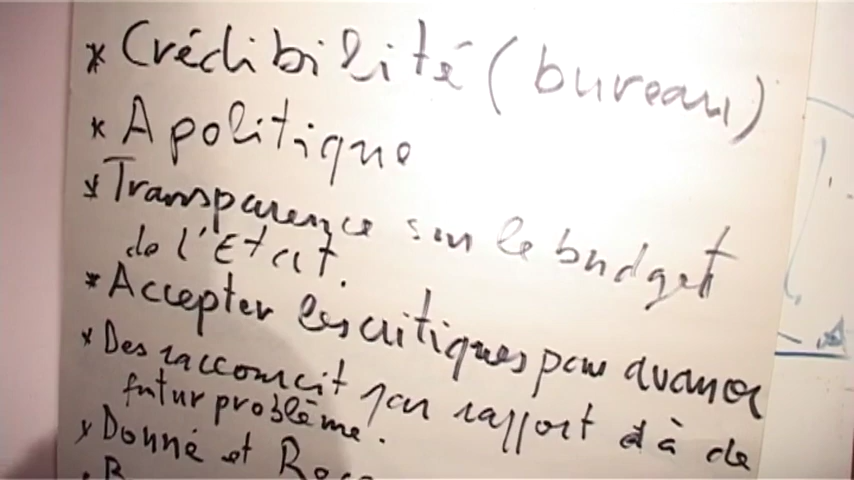 * Crédibilité (bureau)
* Apolitique
* Transparence sur le budget
de l'Etat.
* Accepter les critiques pour avancer
* Des raccourcit par rapport à de
futur problème.
* Donné et